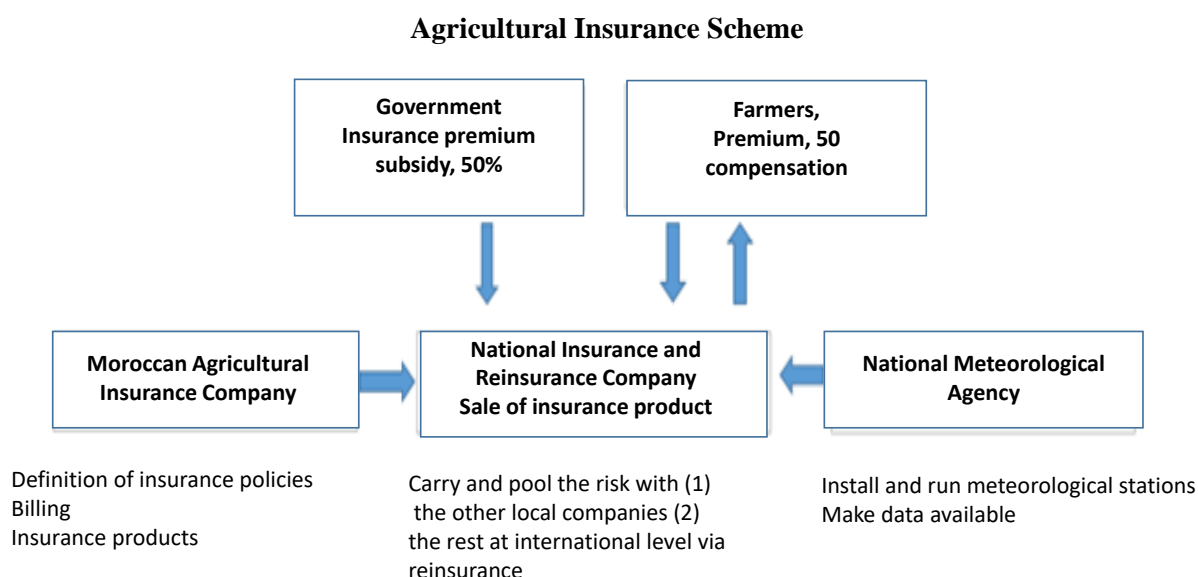 Agricultural Insurance Scheme
Government
Insurance premium
subsidy, 50%
Farmers,
Premium, 50
compensation
Moroccan Agricultural
Insurance Company
National Insurance and
Reinsurance Company
Sale of insurance product
National Meteorological
Agency
Definition of insurance policies
Billing
Insurance products
Carry and pool the risk with (1)
the other local companies (2)
the rest at international level via
reinsurance
Install and run meteorological stations
Make data available